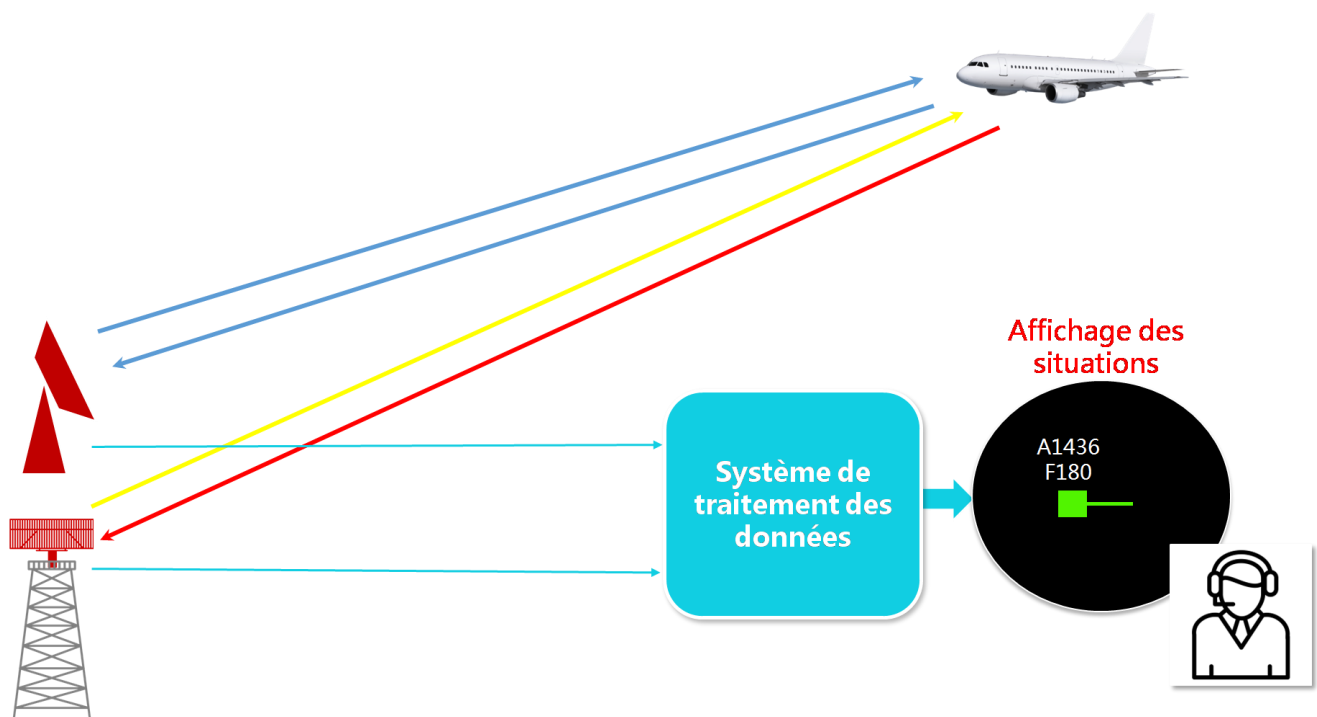 Affichage des
situations
A1436
F180
Système de
traitement des
données